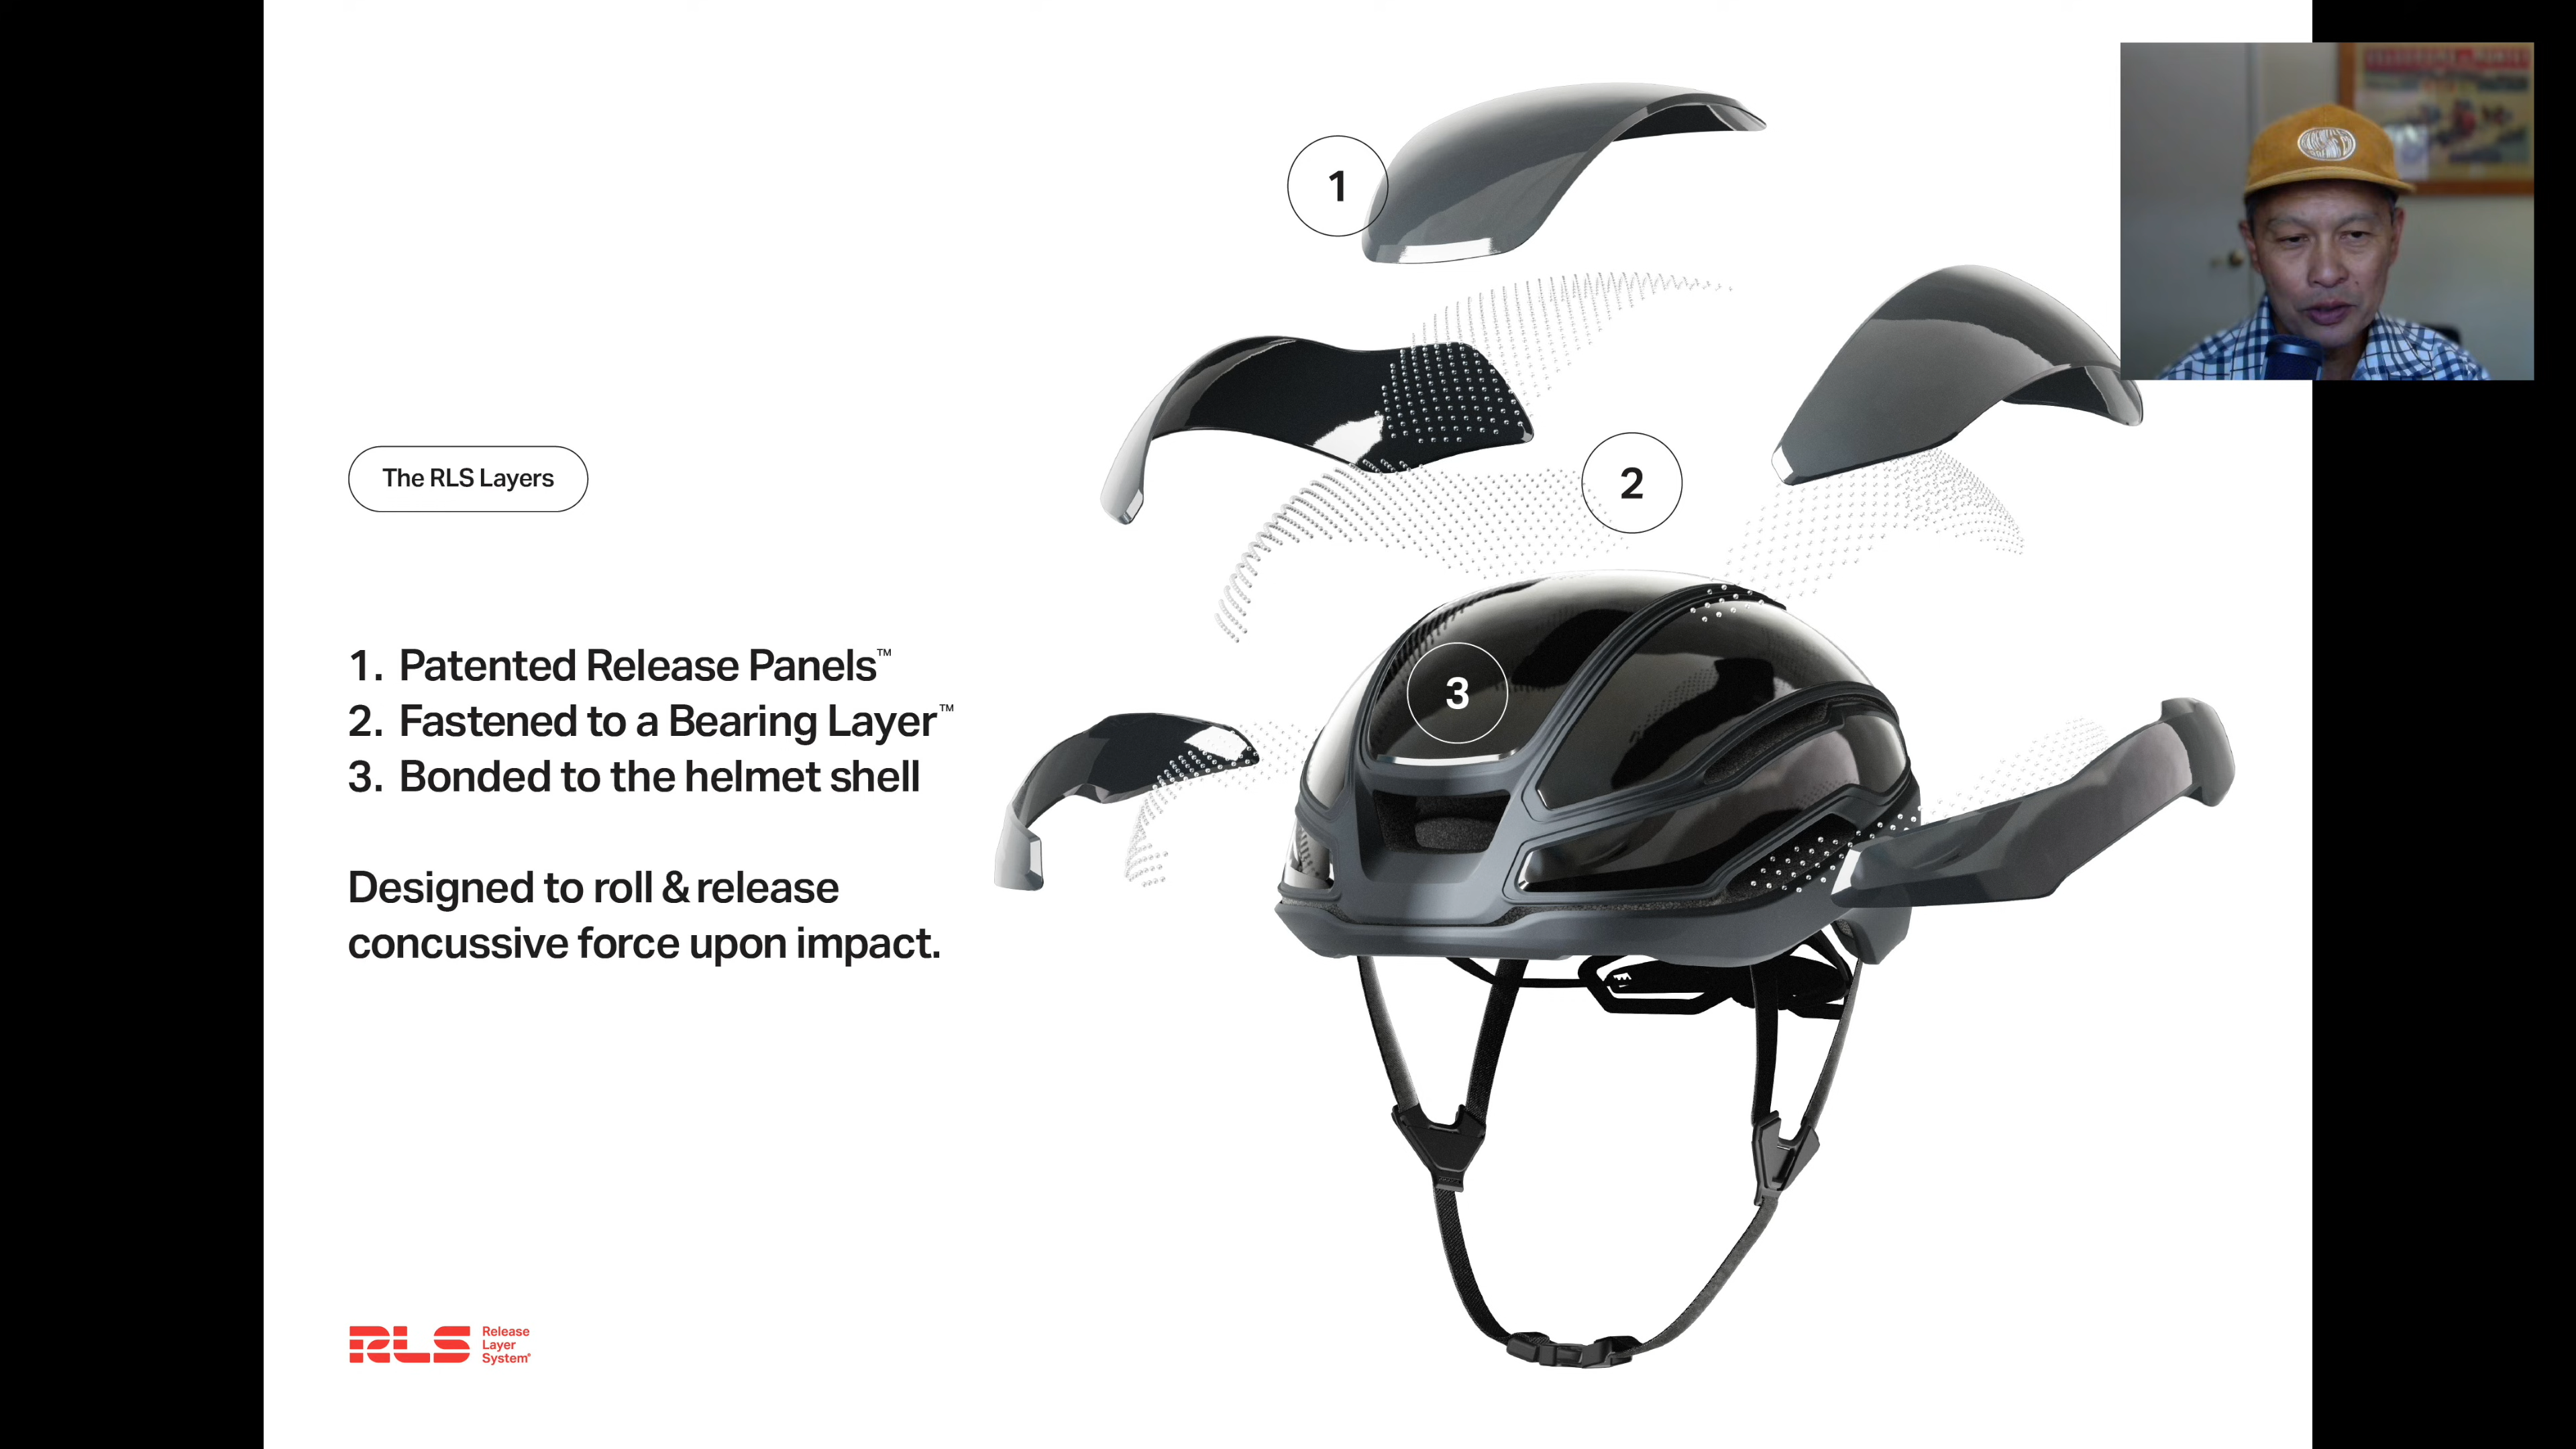 The RLS Layers
1. Patented Release Panels™
2. Fastened to a Bearing Layer™
3. Bonded to the helmet shell
Designed to roll & release
concussive force upon impact.
1
2
3
RLS
Release
Layer
System®